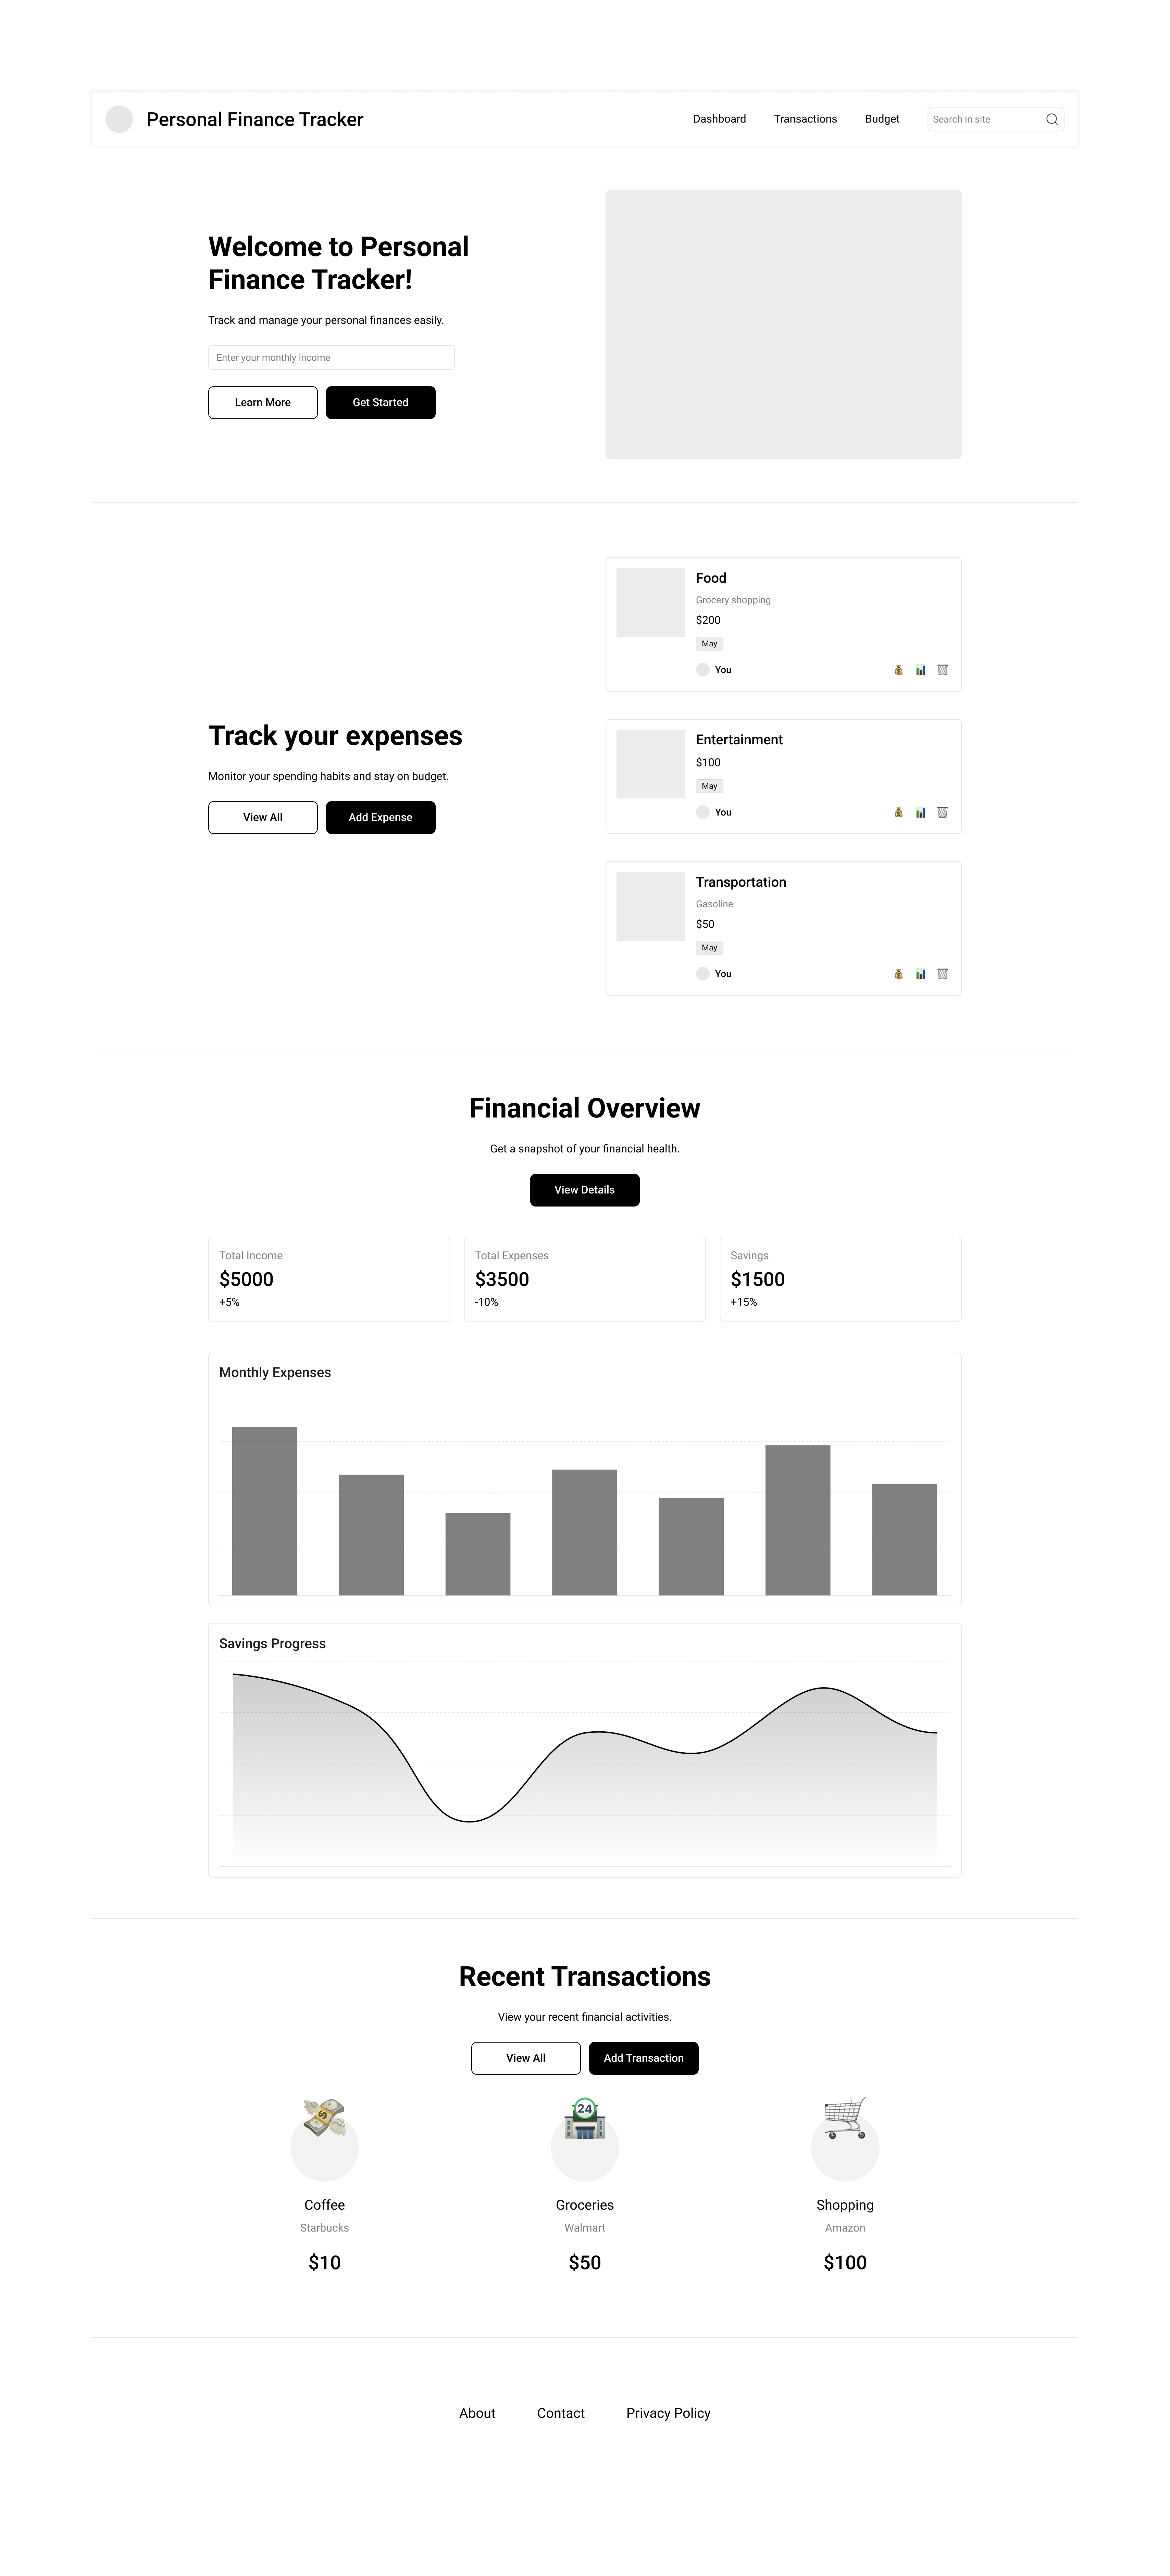 Personal Finance Tracker
Dashboard
Transactions
Budget
Search in site
Welcome to Personal
Finance Tracker!
Track and manage your personal finances easily.
Enter your monthly income
Learn More
Get Started
Track your expenses
Monitor your spending habits and stay on budget.
View All
Add Expense
Food
Grocery shopping
$200
May
You
Entertainment
$100
May
You
Transportation
Gasoline
$50
May
You
Financial Overview
Get a snapshot of your financial health.
View Details
Total Income
$5000
+5%
Total Expenses
$3500
-10%
Savings
$1500
+15%
Monthly Expenses
Savings Progress
Recent Transactions
View your recent financial activities.
View All
Add Transaction
24
Coffee
Starbucks
$10
Groceries
Walmart
$50
Shopping
Amazon
$100
About
Contact
Privacy Policy